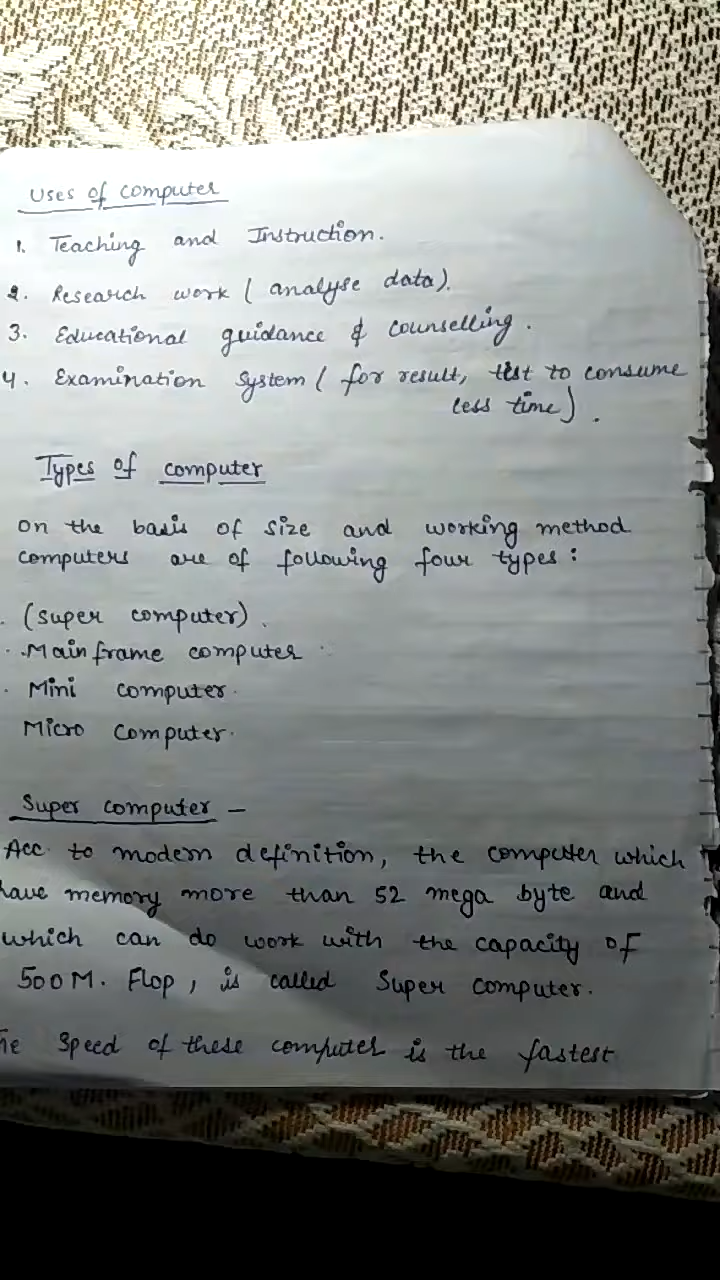 Uses of computer
1. Teaching and Instruction.
2. Research work ( analyse data).
3. Educational guidance & counselling.
4. Examination System ( for result, test to consume
less time) .
Types of computer
on the basis of size and working method
computers are of following four types :
. (super computer) .
. Main frame computer
. Mini computer.
Micro computer.
Super computer –
Acc. to modern definition, the computer which
have memory more than 52 mega byte and
which can do work with the capacity of
500 M. Flop , is called Super computer.
Speed of these computer is the fastest